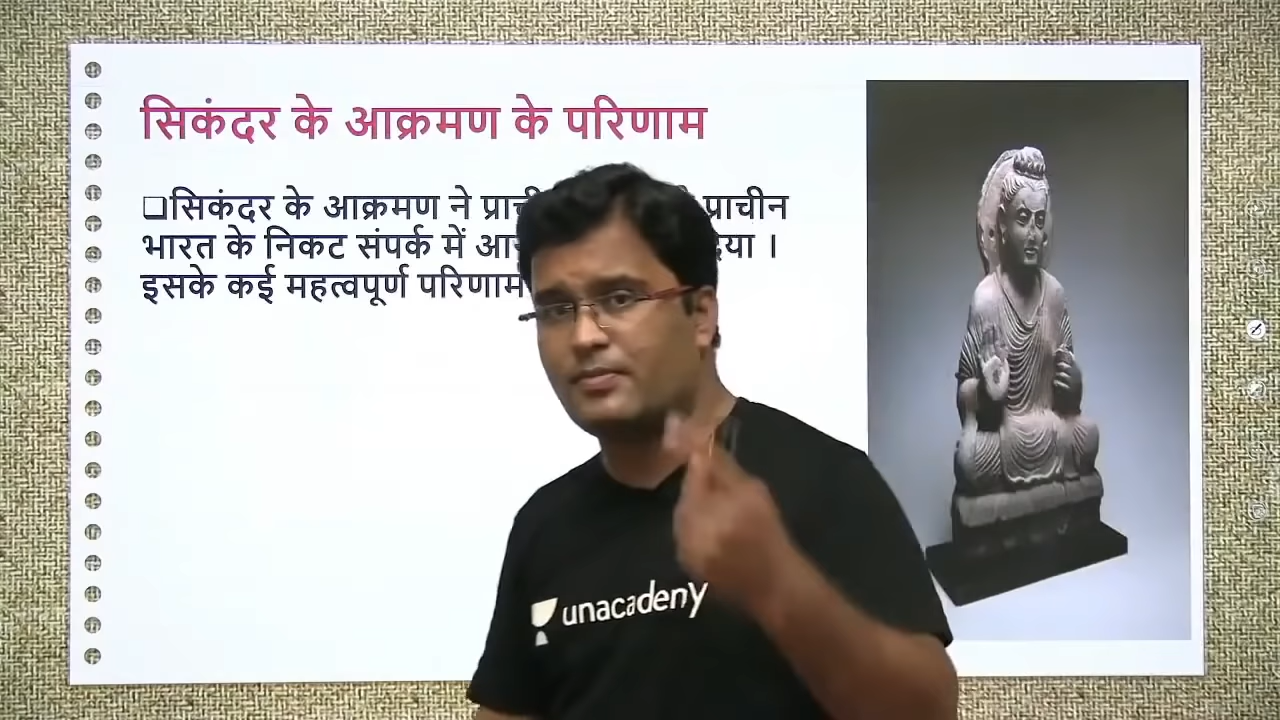 सिकंदर के आक्रमण के परिणाम
❑सिकंदर के आक्रमण ने प्राचीन प्राचीन
भारत के निकट संपर्क में ।
इसके कई महत्वपूर्ण परिणाम
unacademy